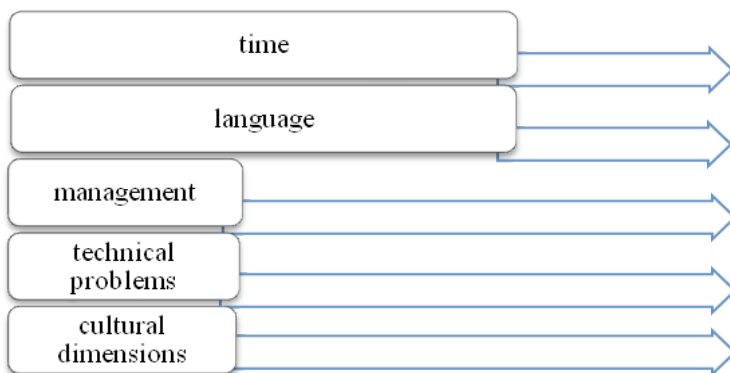 time
language
management
technical
problems
cultural
dimensions